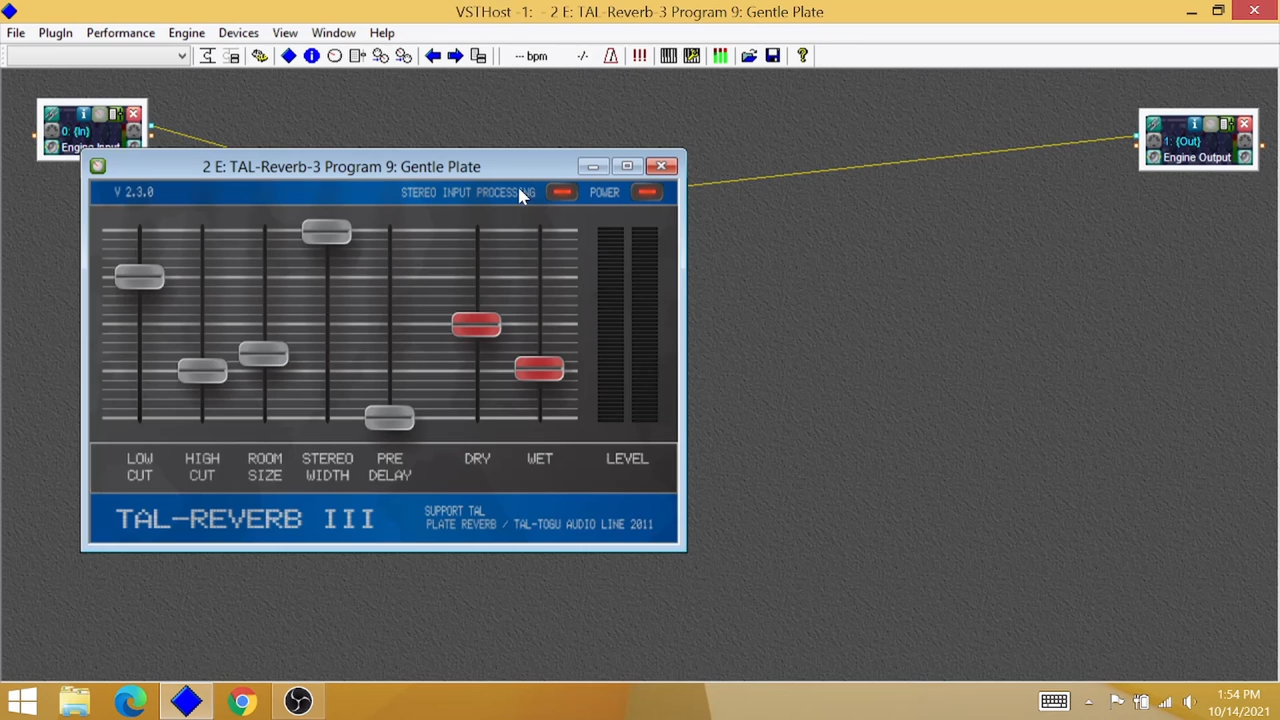 VSTHost -1: - 2 E: TAL-Reverb-3 Program 9: Gentle Plate
File PlugIn Performance Engine Devices View Window Help
-- bpm -/-
0: {In}
Engine Input
1: {Out}
Engine Output
2 E: TAL-Reverb-3 Program 9: Gentle Plate
V 2.3.0 STEREO INPUT PROCESSING POWER
LOW CUT
HIGH CUT
ROOM SIZE
STEREO WIDTH
PRE DELAY
DRY
WET
LEVEL
TAL-REVERB III
SUPPORT TAL
PLATE REVERB / TAL-TOGU AUDIO LINE 2011
1:54 PM
10/14/2021